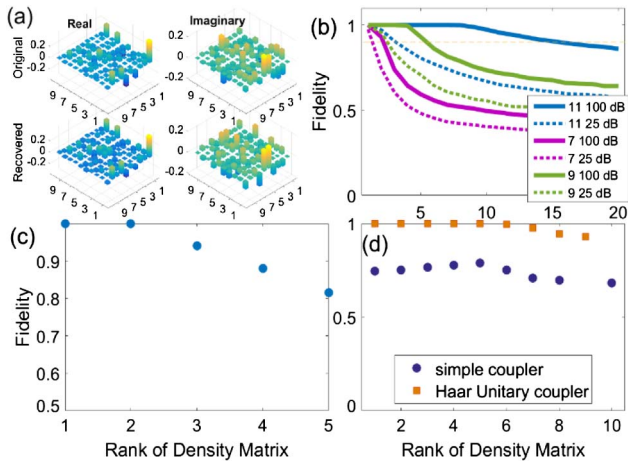 (a)
Real
Imaginary
Original
0.2
0
-0.2
0.2
0
-0.2
9 7 5 3 1
1 3 5 7 9
9 7 5 3 1
1 3 5 7 9
Recovered
0.2
0
-0.2
0.2
0
-0.2
9 7 5 3 1
1 3 5 7 9
9 7 5 3 1
1 3 5 7 9
(b)
Fidelity
1
0.5
0
5
10
15
20
11 100 dB
11 25 dB
7 100 dB
7 25 dB
9 100 dB
9 25 dB
(c)
Fidelity
0.9
0.8
0.7
0.6
0.5
1
2
3
4
5
Rank of Density Matrix
(d)
1
0.5
0
2
4
6
8
10
simple coupler
Haar Unitary coupler
Rank of Density Matrix